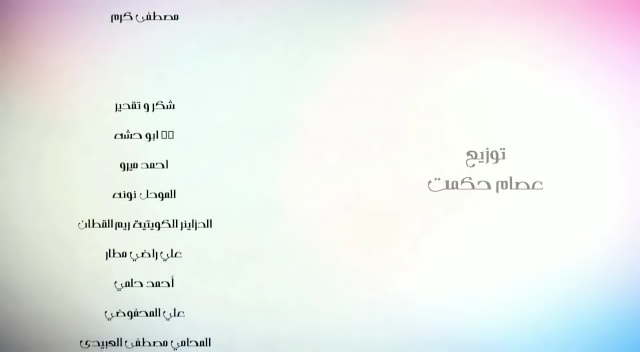 مصطفى كرم
شكر و تقدير
ابو حشه
احمد ميرو
الموديل نونه
الدزاينر الكويتية ريم القطان
علي راضي مطار
أحمد حلمي
علي المحفوضي
المحامي مصطفى العبيدي
توزيع
عصام حكمت